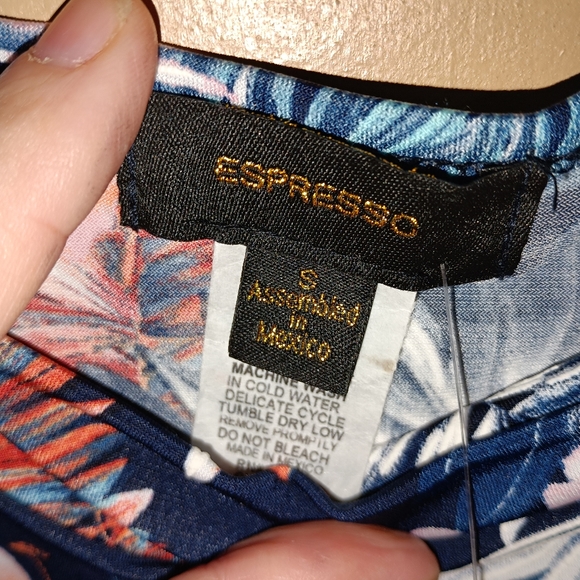 ESPRESSO
S
Assembled
in
Mexico
MACHINE WASH
IN COLD WATER
DELICATE CYCLE
TUMBLE DRY LOW
REMOVE PROMPTLY
DO NOT BLEACH
MADE IN MEXICO